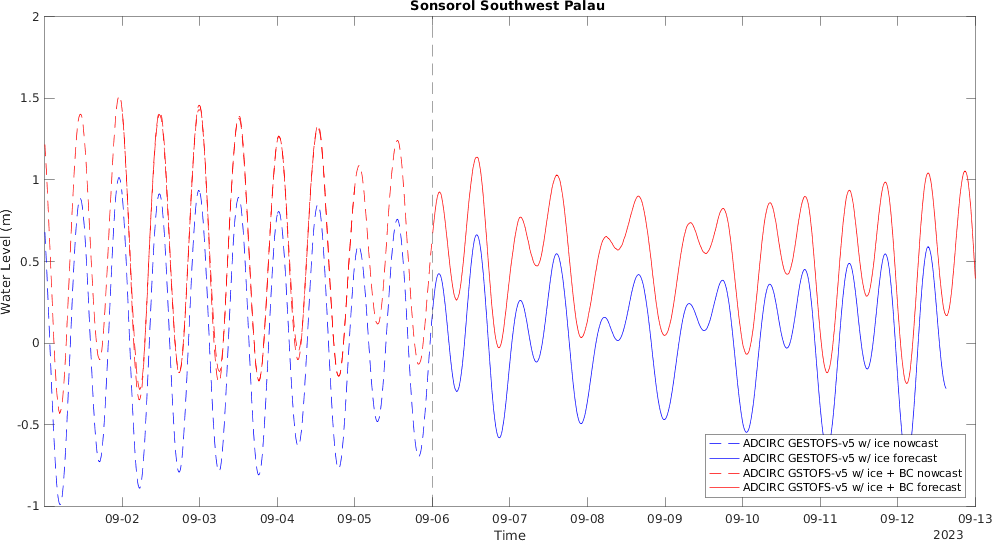 Sonsorol Southwest Palau
2
1.5
1
0.5
0
-0.5
-1
Water Level (m)
09-02 09-03 09-04 09-05 09-06 09-07 09-08 09-09 09-10 09-11 09-12 09-13
Time
2023
ADCIRC GESTOFS-v5 w/ ice nowcast
ADCIRC GESTOFS-v5 w/ ice forecast
ADCIRC GSTOFS-v5 w/ ice + BC nowcast
ADCIRC GSTOFS-v5 w/ ice + BC forecast